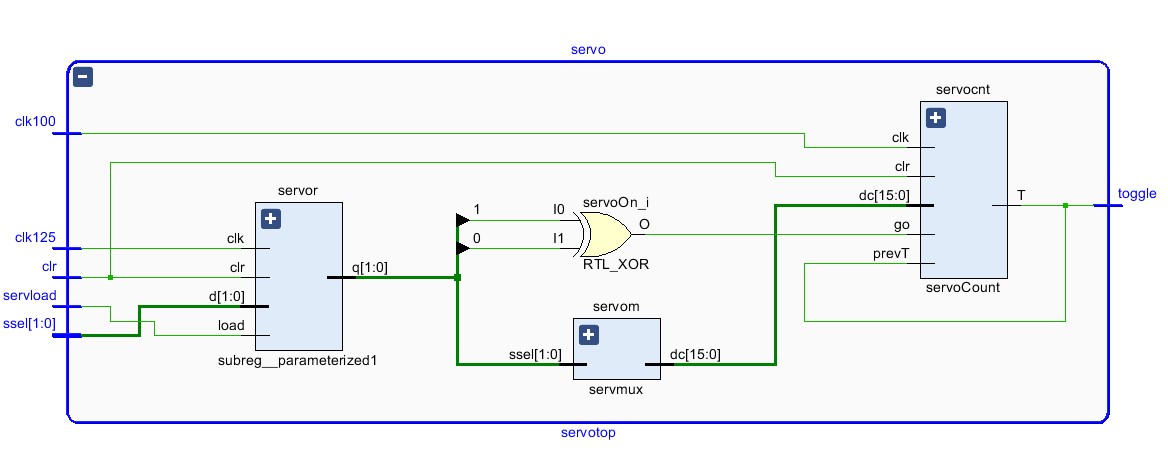 servo
servocnt
clk100
clk
clr
servor
toggle
dc[15:0]
T
1
I0
servoOn_i
O
go
clk125
clk
0
I1
prevT
clr
clr
q[1:0]
RTL_XOR
servoCount
servload
d[1:0]
servom
ssel[1:0]
load
ssel[1:0]
dc[15:0]
subreg__parameterized1
servmux
servotop